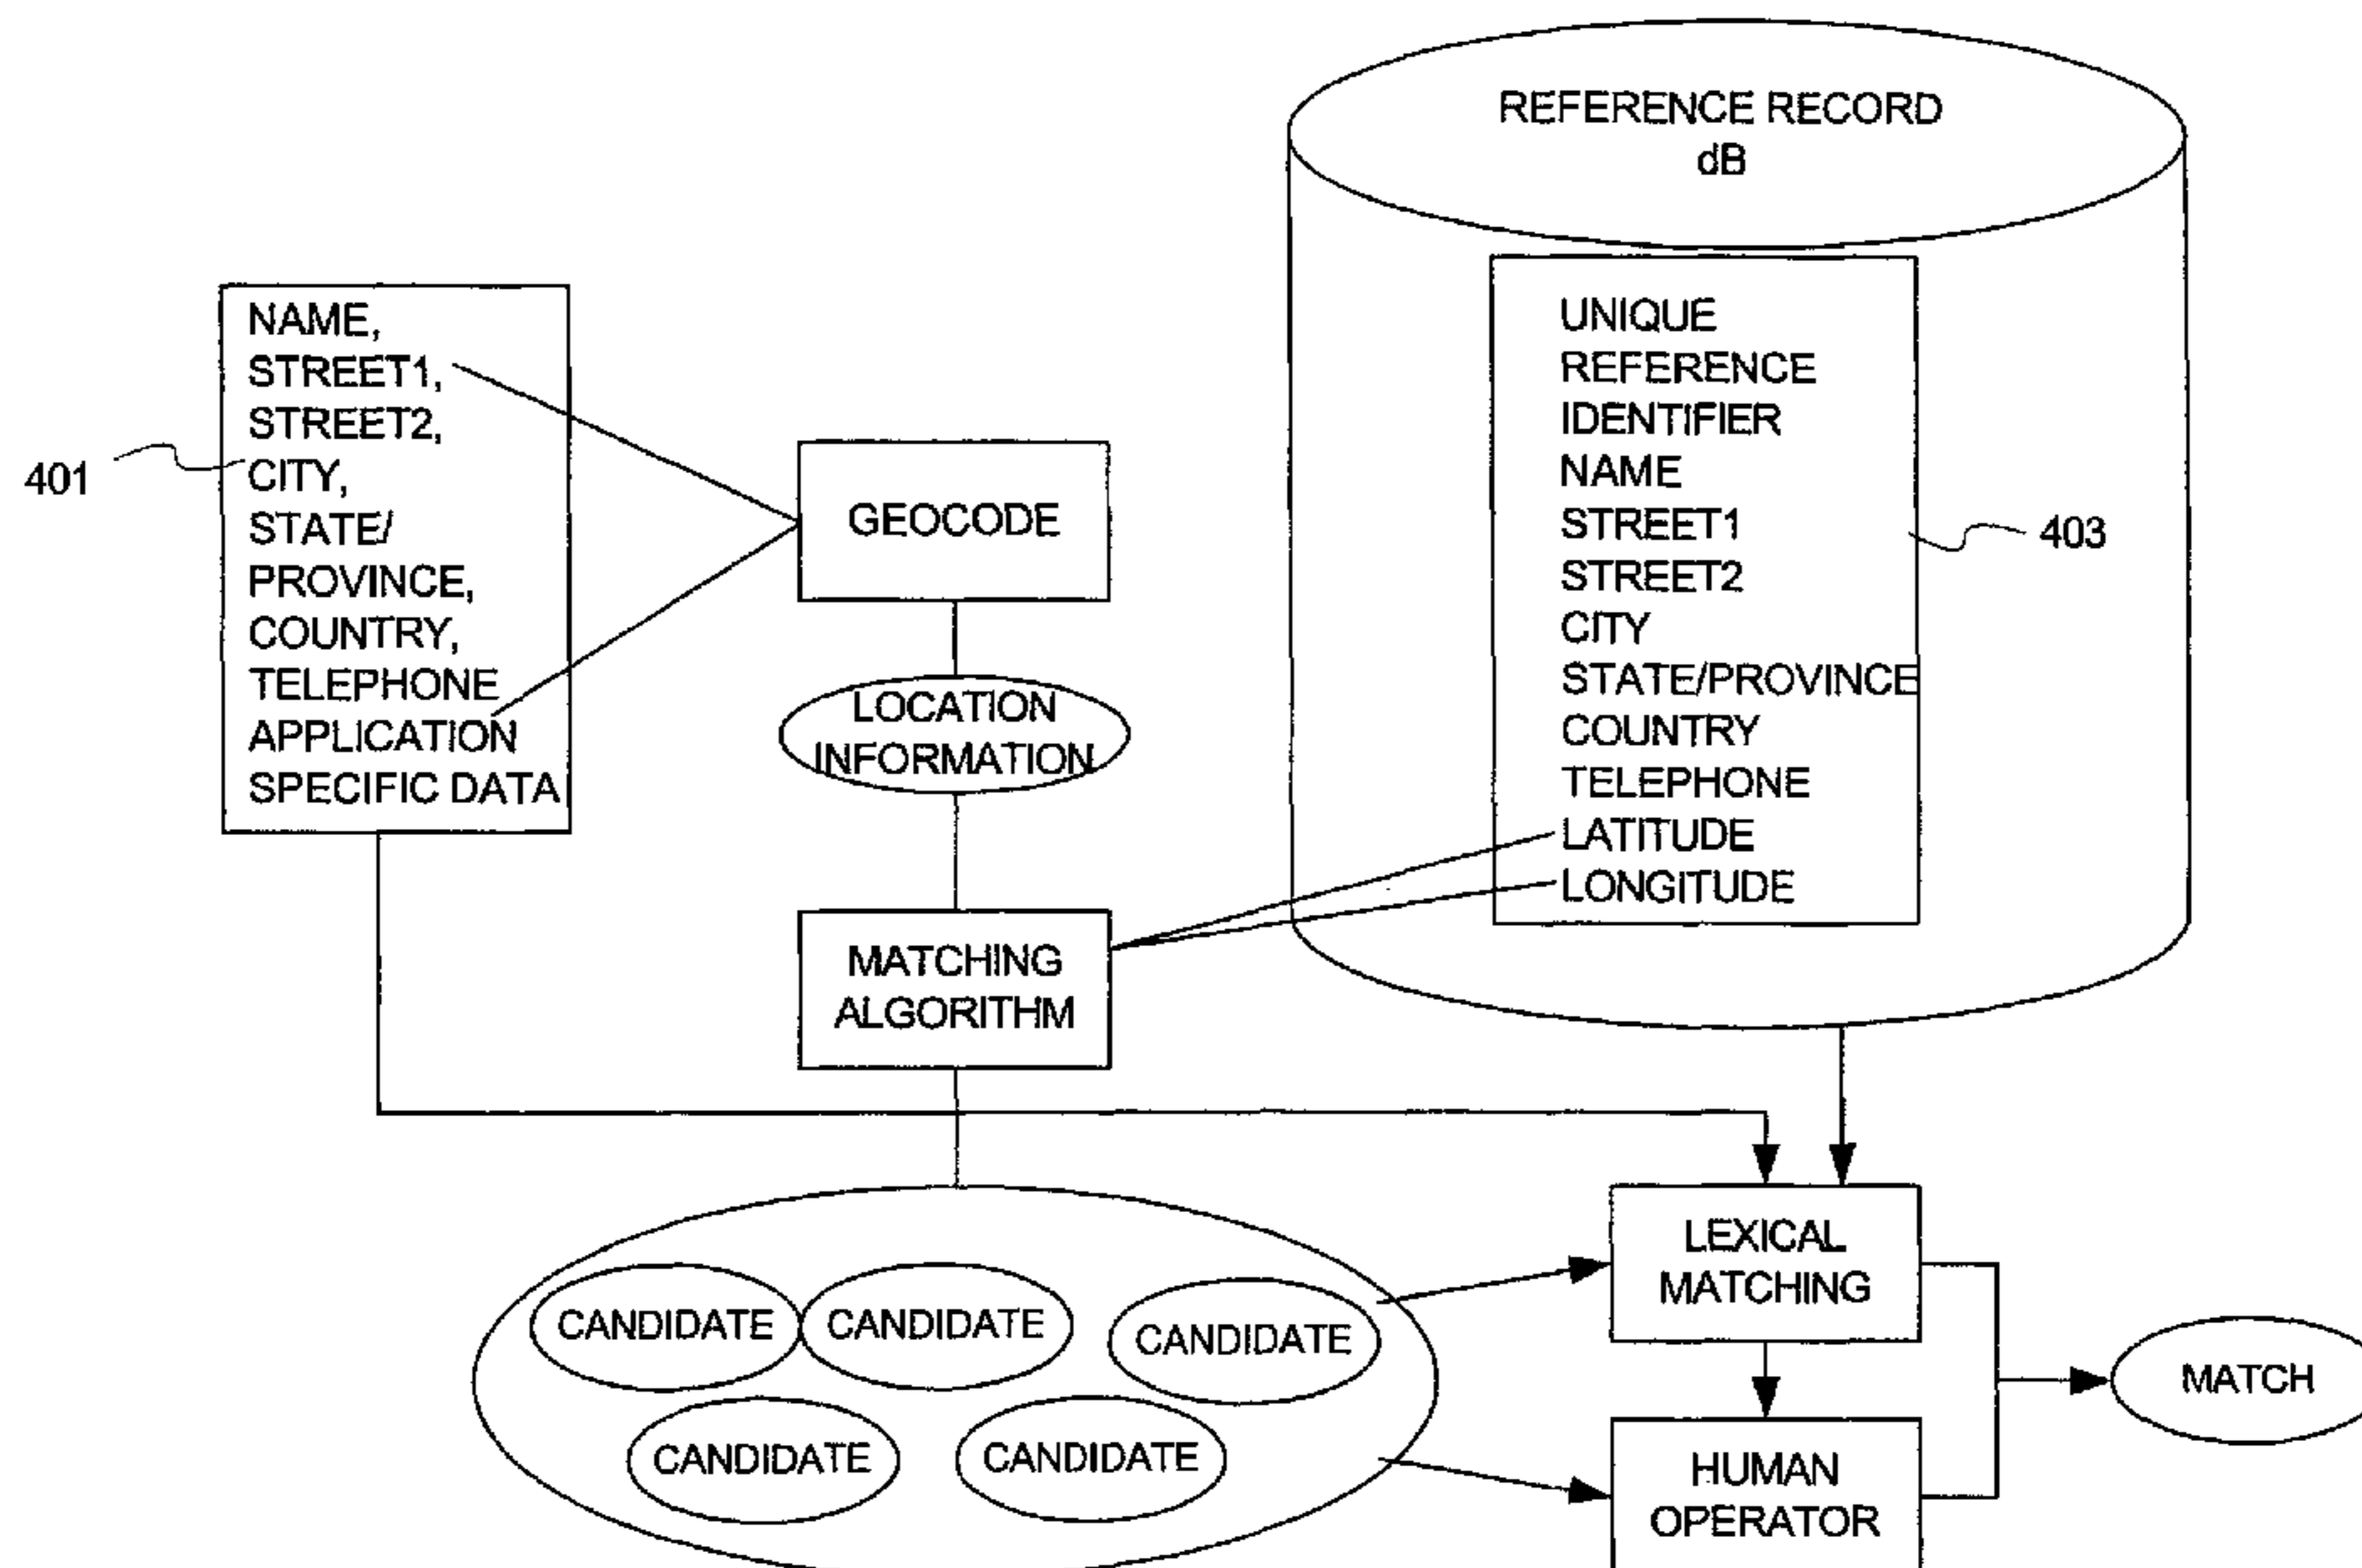 REFERENCE RECORD
dB
NAME,
STREET1,
STREET2,
CITY,
STATE/
PROVINCE,
COUNTRY,
TELEPHONE
APPLICATION
SPECIFIC DATA
401
GEOCODE
LOCATION
INFORMATION
MATCHING
ALGORITHM
UNIQUE
REFERENCE
IDENTIFIER
NAME
STREET1
STREET2
CITY
STATE/PROVINCE
COUNTRY
TELEPHONE
LATITUDE
LONGITUDE
403
CANDIDATE
CANDIDATE
CANDIDATE
CANDIDATE
CANDIDATE
LEXICAL
MATCHING
HUMAN
OPERATOR
MATCH